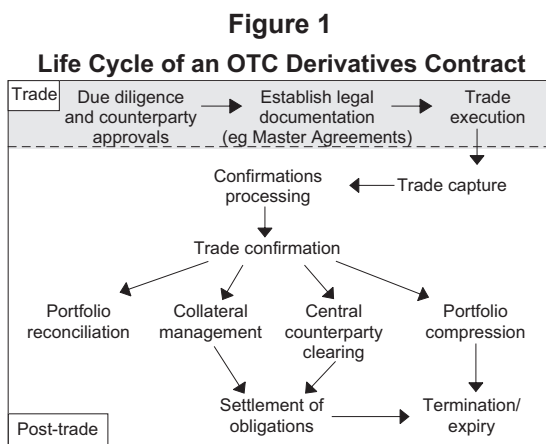 Figure 1
Life Cycle of an OTC Derivatives Contract
Trade
Due diligence
and counterparty
approvals
Establish legal
documentation
(eg Master Agreements)
Trade
execution
Trade capture
Confirmations
processing
Trade confirmation
Portfolio
reconciliation
Collateral
management
Central
counterparty
clearing
Portfolio
compression
Settlement of
obligations
Termination/
expiry
Post-trade